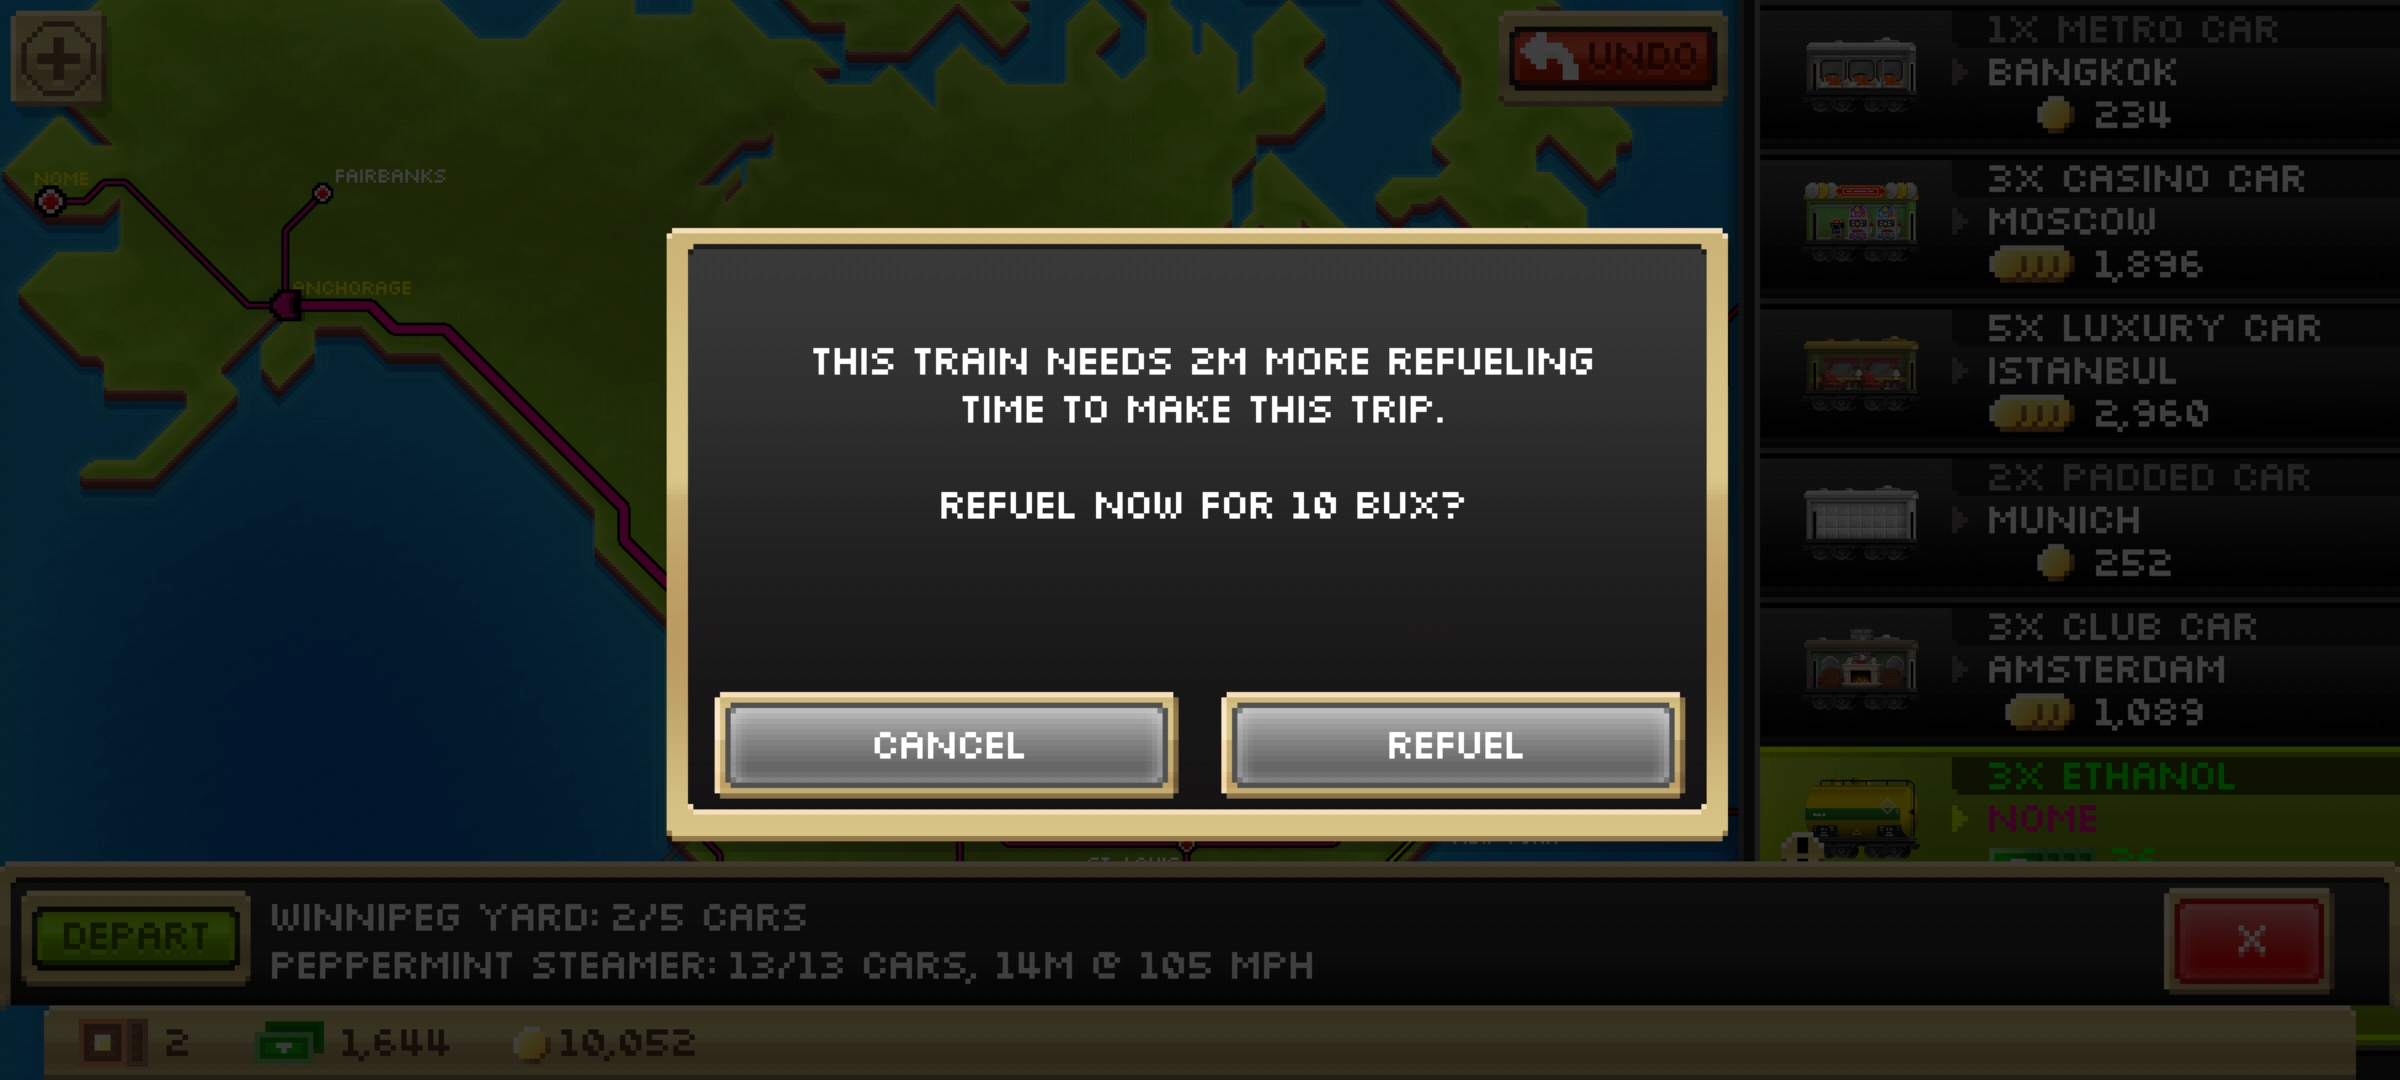 UNDO
NOME
FAIRBANKS
ANCHORAGE
THIS TRAIN NEEDS 2M MORE REFUELING
TIME TO MAKE THIS TRIP.
REFUEL NOW FOR 10 BUX?
CANCEL
REFUEL
1X METRO CAR
BANGKOK
234
3X CASINO CAR
MOSCOW
1,896
5X LUXURY CAR
ISTANBUL
2,960
2X PADDED CAR
MUNICH
252
3X CLUB CAR
AMSTERDAM
1,089
3X ETHANOL
NOME
ST LOUIS
DEPART
WINNIPEG YARD: 2/5 CARS
PEPPERMINT STEAMER: 13/13 CARS, 14M @ 105 MPH
X
2
1,644
10,052